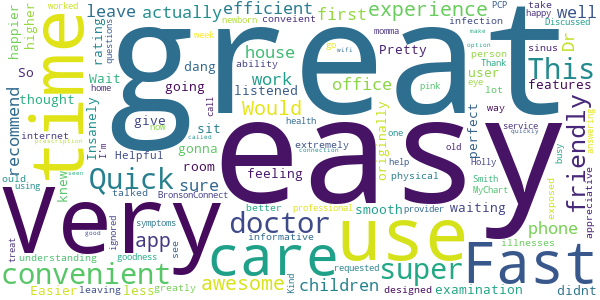 great
easy
Very
time
care
use
Fast
Quick
This
convenient
doctor
super
friendly
experience
awesome
app
recommend
children
phone
efficient
actually
leave
first
well
house
office
work
Would
sure
sit
higher
happier
rating
questions
newborn
convenient
infection
PCP
take
happy
worked
week
momma
Discussed
dang
ability
go
wifi
Pretty
Dr
make
option
So
Wait
home
listened
person
Thank
sinus
user
thought
going
call
pink
eye
lot
features
internet
Insanely
give
room
health
originally
perfect
way
service
answering
prescription
now
called
Helpful
gonna
extremely
connection
one
old
quickly
knew
I'm
feeling
help
physical
Holly
busy
ould
using
seen
talked
BronsonConnect
smooth
waiting
Smith
MyChart
exposed
appreciative
good
better
professional
provider
symptoms
ignored
informative
understanding
goodness
see
Kind
requested
illnesses
treat
Easier
leaving
less
greatly
designed
examination
didnt